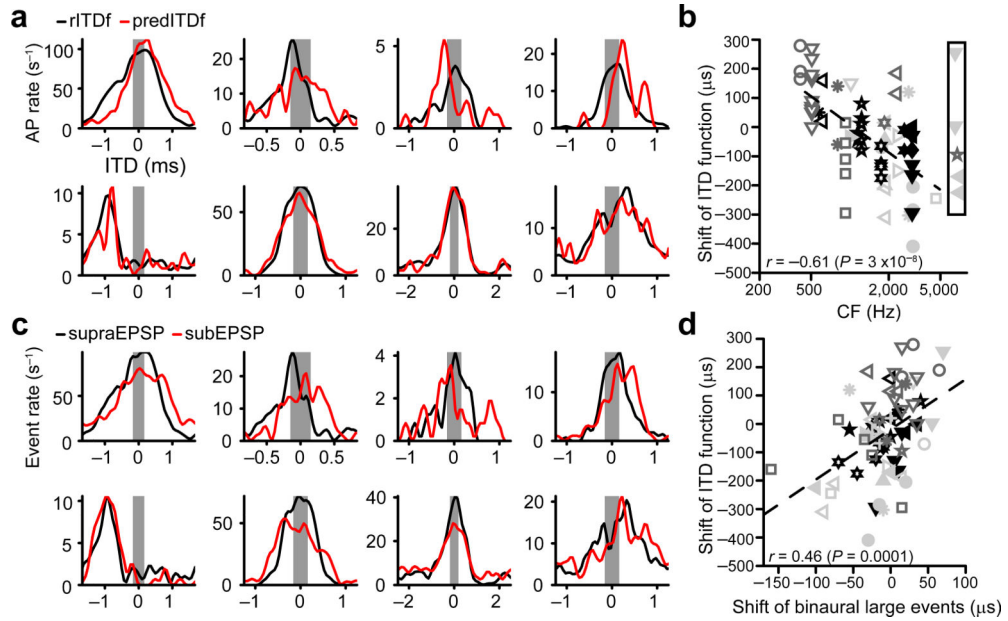 a
rITDf predITDf
AP rate (s⁻¹)
100
50
0
20
10
0
5
0
20
10
0
−1 0 1
−0.5 0 0.5
−1 0 1
−1 0 1
ITD (ms)
10
5
0
50
0
20
0
10
0
−1 0 1
−1 0 1
−2 0 2
−1 0 1
b
Shift of ITD function (µs)
300
200
100
0
−100
−200
−300
−400
−500
r = −0.61 (P = 3 x10⁻⁸)
200 500 2,000 5,000
CF (Hz)
c
supraEPSP subEPSP
Event rate (s⁻¹)
50
0
20
0
4
2
0
10
0
−1 0 1
−0.5 0 0.5
−1 0 1
−1 0 1
10
5
0
50
0
40
20
0
20
10
0
−1 0 1
−1 0 1
−2 0 2
−1 0 1
d
Shift of ITD function (µs)
300
200
100
0
−100
−200
−300
−400
−500
r = 0.46 (P = 0.0001)
−150 −100 −50 0 50 100
Shift of binaural large events (µs)